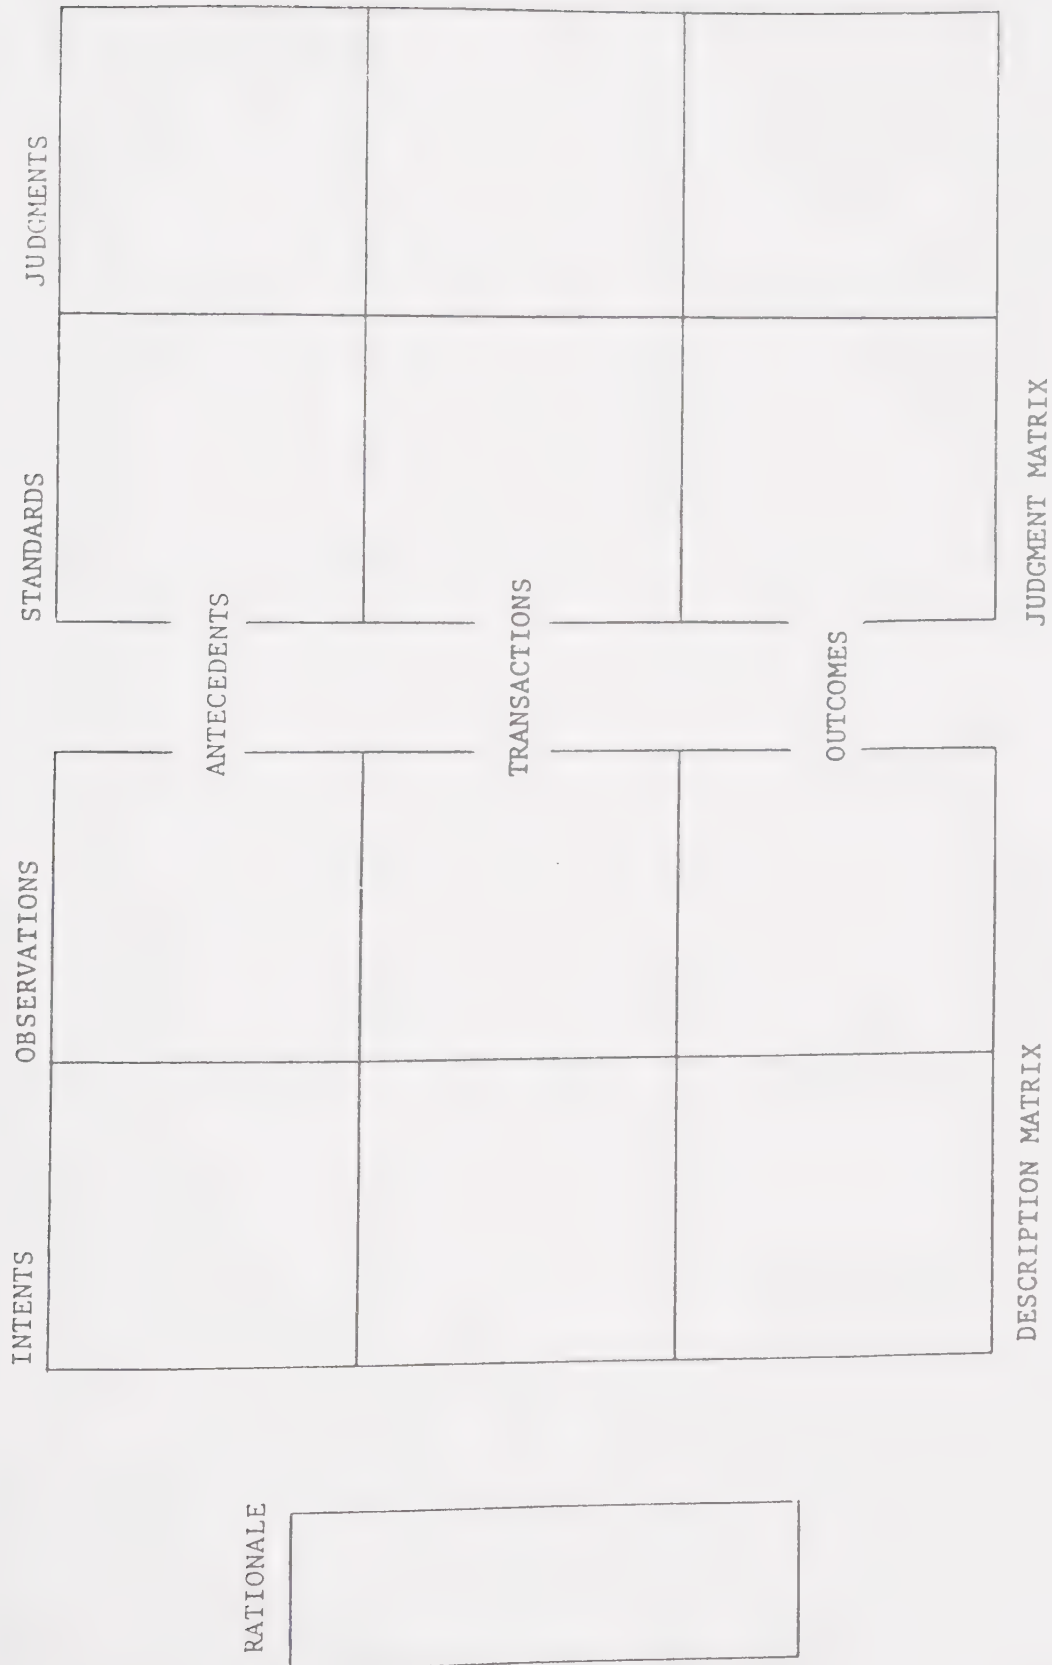 RATIONALE
INTENTS
OBSERVATIONS
STANDARDS
JUDGMENTS
ANTECEDENTS
TRANSACTIONS
OUTCOMES
DESCRIPTION MATRIX
JUDGMENT MATRIX